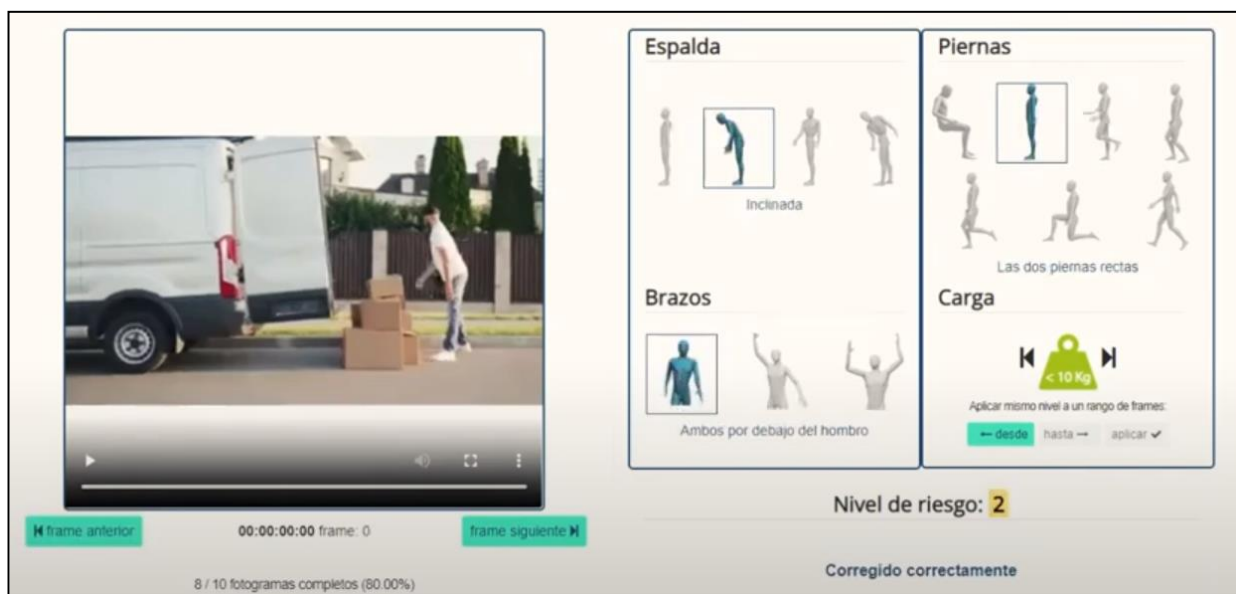 Espalda
Inclinada
Brazos
Ambos por debajo del hombro
Piernas
Las dos piernas rectas
Carga
< 10 Kg
Aplicar mismo nivel a un rango de frames:
← desde hasta → aplicar ✔
frame anterior 00:00:00:00 frame: 0 frame siguiente
8 / 10 fotogramas completos (80.00%)
Nivel de riesgo: 2
Corregido correctamente